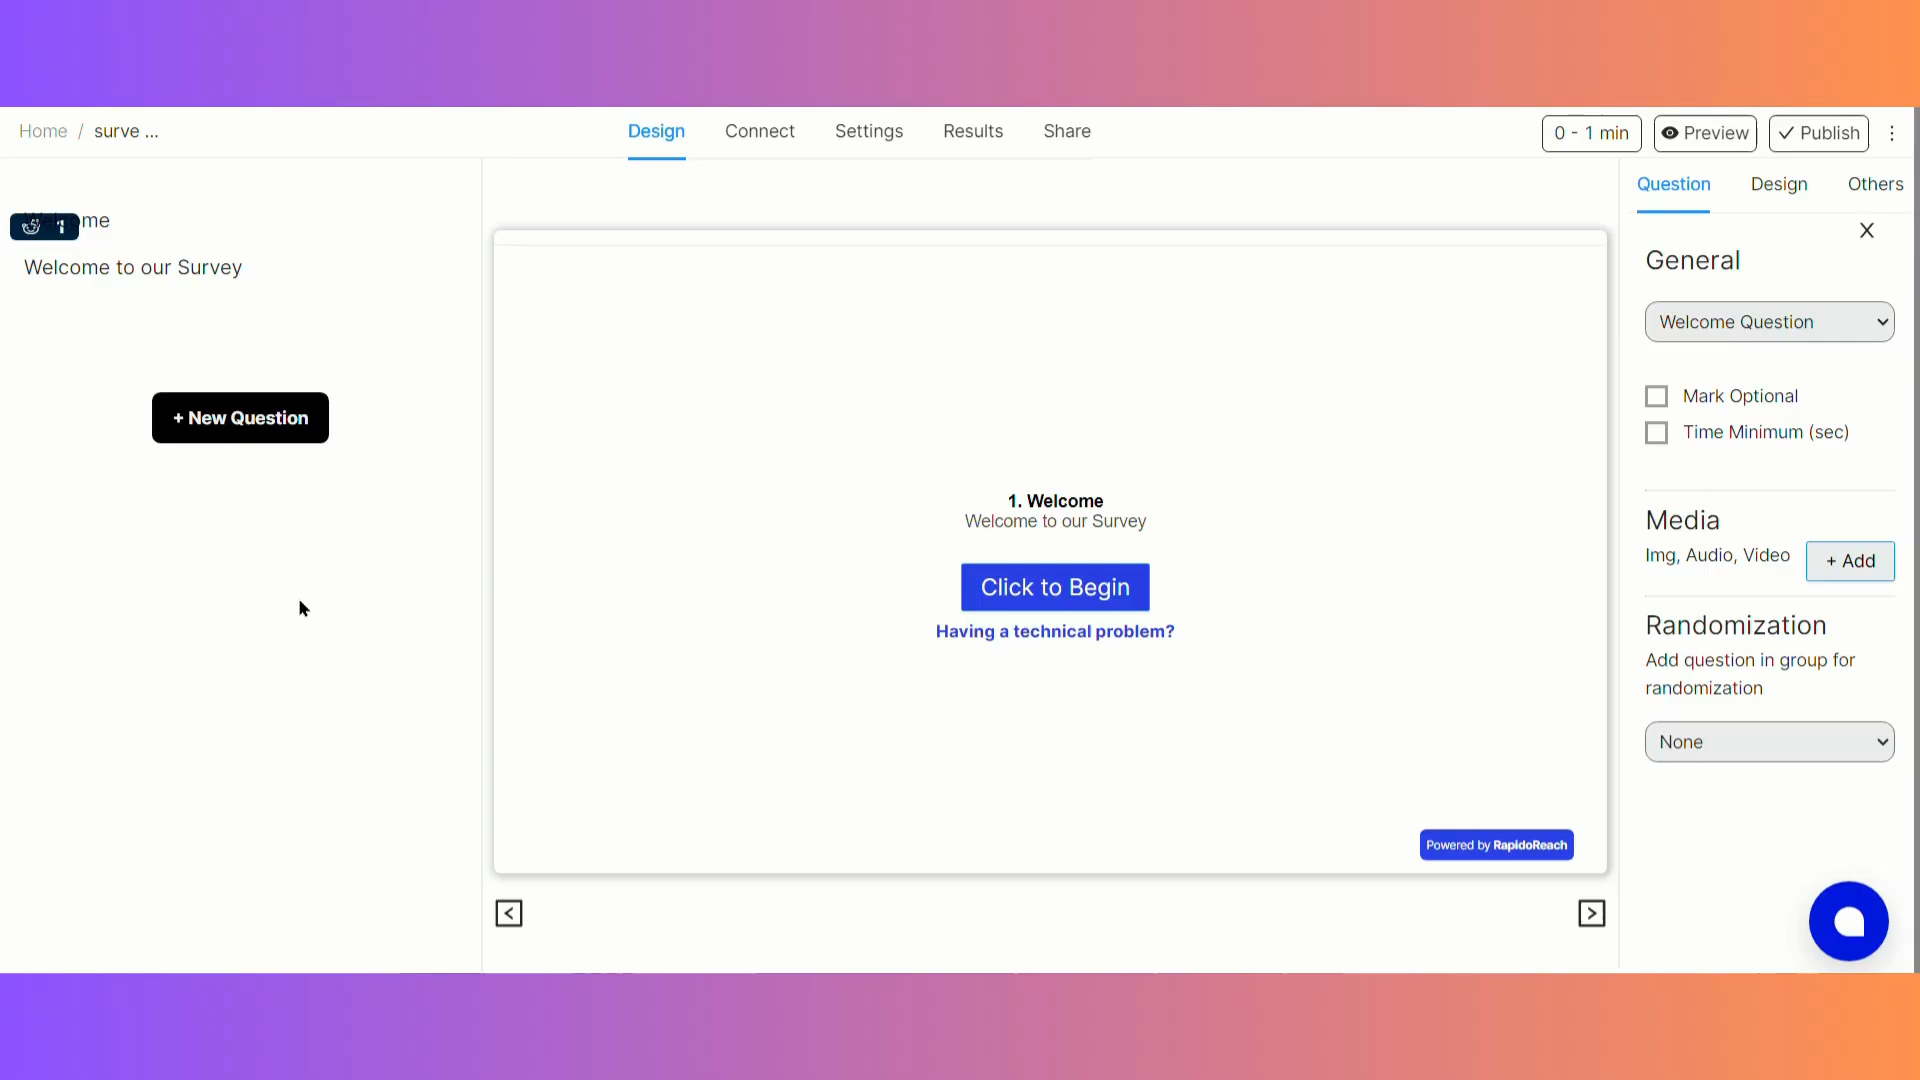 Home / surve ...
Design
Connect
Settings
Results
Share
0 - 1 min
Preview
Publish
1
me
Welcome to our Survey
+ New Question
1. Welcome
Welcome to our Survey
Click to Begin
Having a technical problem?
Powered by RapidoReach
Question
Design
Others
X
General
Welcome Question
Mark Optional
Time Minimum (sec)
Media
Img, Audio, Video
+ Add
Randomization
Add question in group for
randomization
None